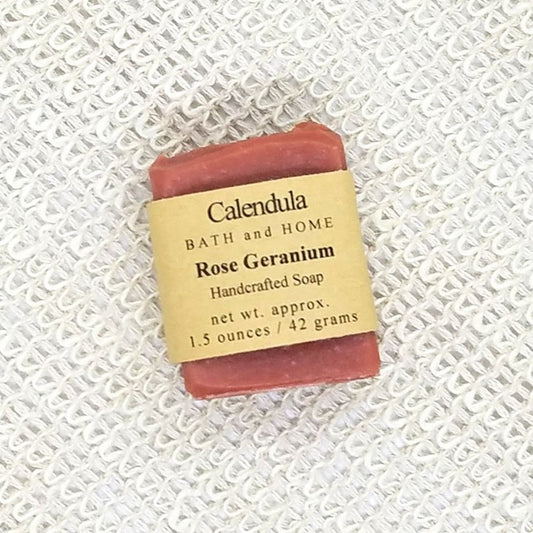 Calendula
BATH and HOME
Rose Geranium
Handcrafted Soap
net wt. approx.
1.5 ounces / 42 grams